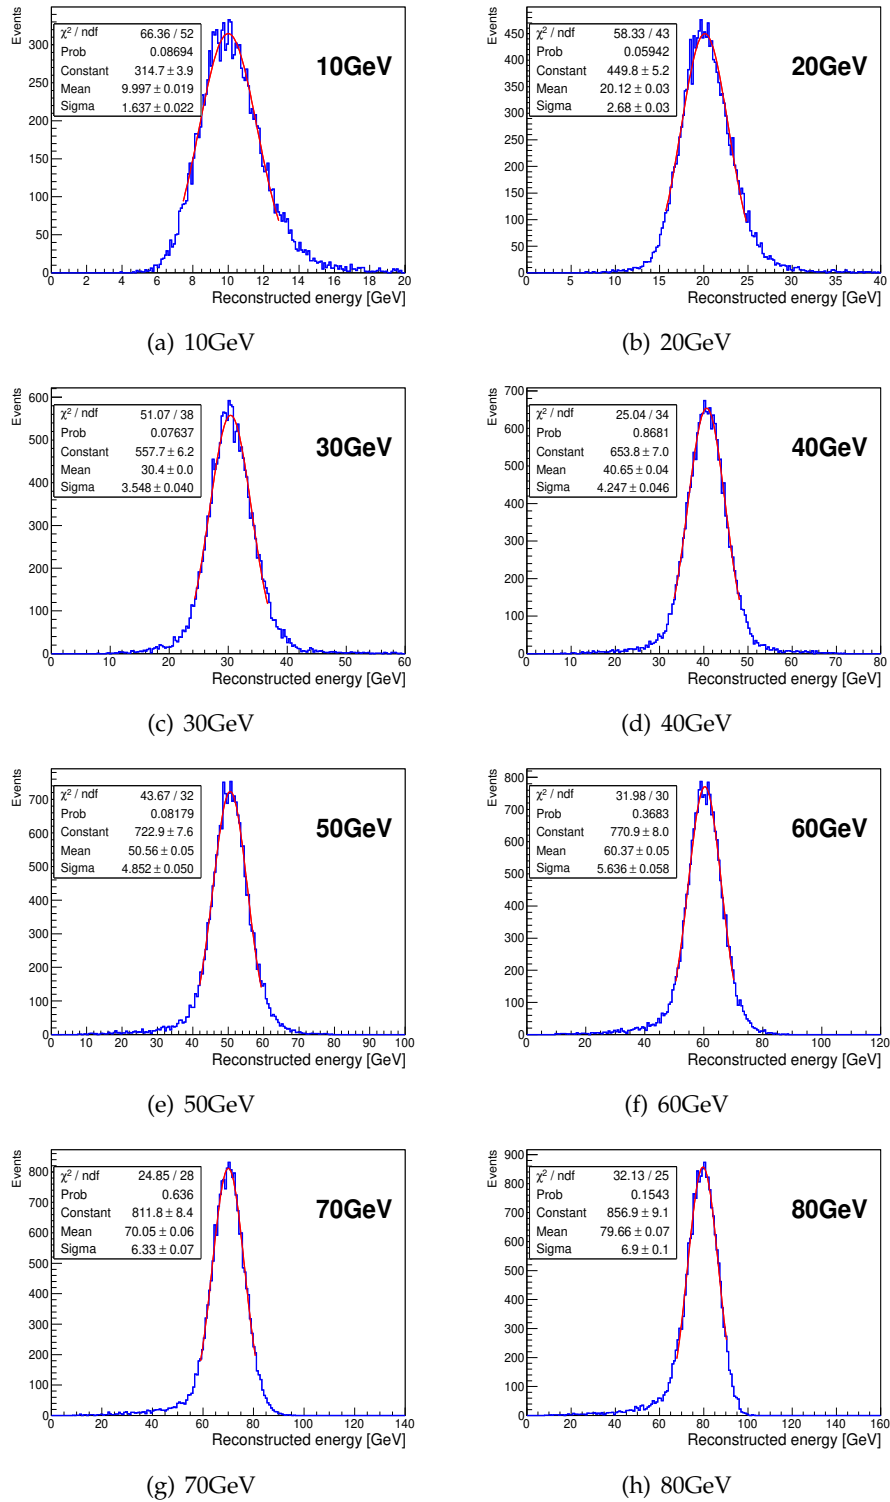 Events
χ² / ndf 66.36 / 52
Prob 0.08694
Constant 314.7 ± 3.9
Mean 9.997 ± 0.019
Sigma 1.637 ± 0.022
10GeV
300
250
200
150
100
50
0
0 2 4 6 8 10 12 14 16 18 20
Reconstructed energy [GeV]
(a) 10GeV
Events
χ² / ndf 58.33 / 43
Prob 0.05942
Constant 449.8 ± 5.2
Mean 20.12 ± 0.03
Sigma 2.68 ± 0.03
20GeV
450
400
350
300
250
200
150
100
50
0
0 5 10 15 20 25 30 35 40
Reconstructed energy [GeV]
(b) 20GeV
Events
χ² / ndf 51.07 / 38
Prob 0.07637
Constant 557.7 ± 6.2
Mean 30.4 ± 0.0
Sigma 3.548 ± 0.040
30GeV
600
500
400
300
200
100
0
0 10 20 30 40 50 60
Reconstructed energy [GeV]
(c) 30GeV
Events
χ² / ndf 25.04 / 34
Prob 0.8681
Constant 653.8 ± 7.0
Mean 40.65 ± 0.04
Sigma 4.247 ± 0.046
40GeV
700
600
500
400
300
200
100
0
0 10 20 30 40 50 60 70 80
Reconstructed energy [GeV]
(d) 40GeV
Events
χ² / ndf 43.67 / 32
Prob 0.08179
Constant 722.9 ± 7.6
Mean 50.56 ± 0.05
Sigma 4.852 ± 0.050
50GeV
700
600
500
400
300
200
100
0
0 10 20 30 40 50 60 70 80 90 100
Reconstructed energy [GeV]
(e) 50GeV
Events
χ² / ndf 31.98 / 30
Prob 0.3683
Constant 770.9 ± 8.0
Mean 60.37 ± 0.05
Sigma 5.636 ± 0.058
60GeV
800
700
600
500
400
300
200
100
0
0 20 40 60 80 100 120
Reconstructed energy [GeV]
(f) 60GeV
Events
χ² / ndf 24.85 / 28
Prob 0.636
Constant 811.8 ± 8.4
Mean 70.05 ± 0.06
Sigma 6.33 ± 0.07
70GeV
800
700
600
500
400
300
200
100
0
0 20 40 60 80 100 120 140
Reconstructed energy [GeV]
(g) 70GeV
Events
χ² / ndf 32.13 / 25
Prob 0.1543
Constant 856.9 ± 9.1
Mean 79.66 ± 0.07
Sigma 6.9 ± 0.1
80GeV
900
800
700
600
500
400
300
200
100
0
0 20 40 60 80 100 120 140 160
Reconstructed energy [GeV]
(h) 80GeV